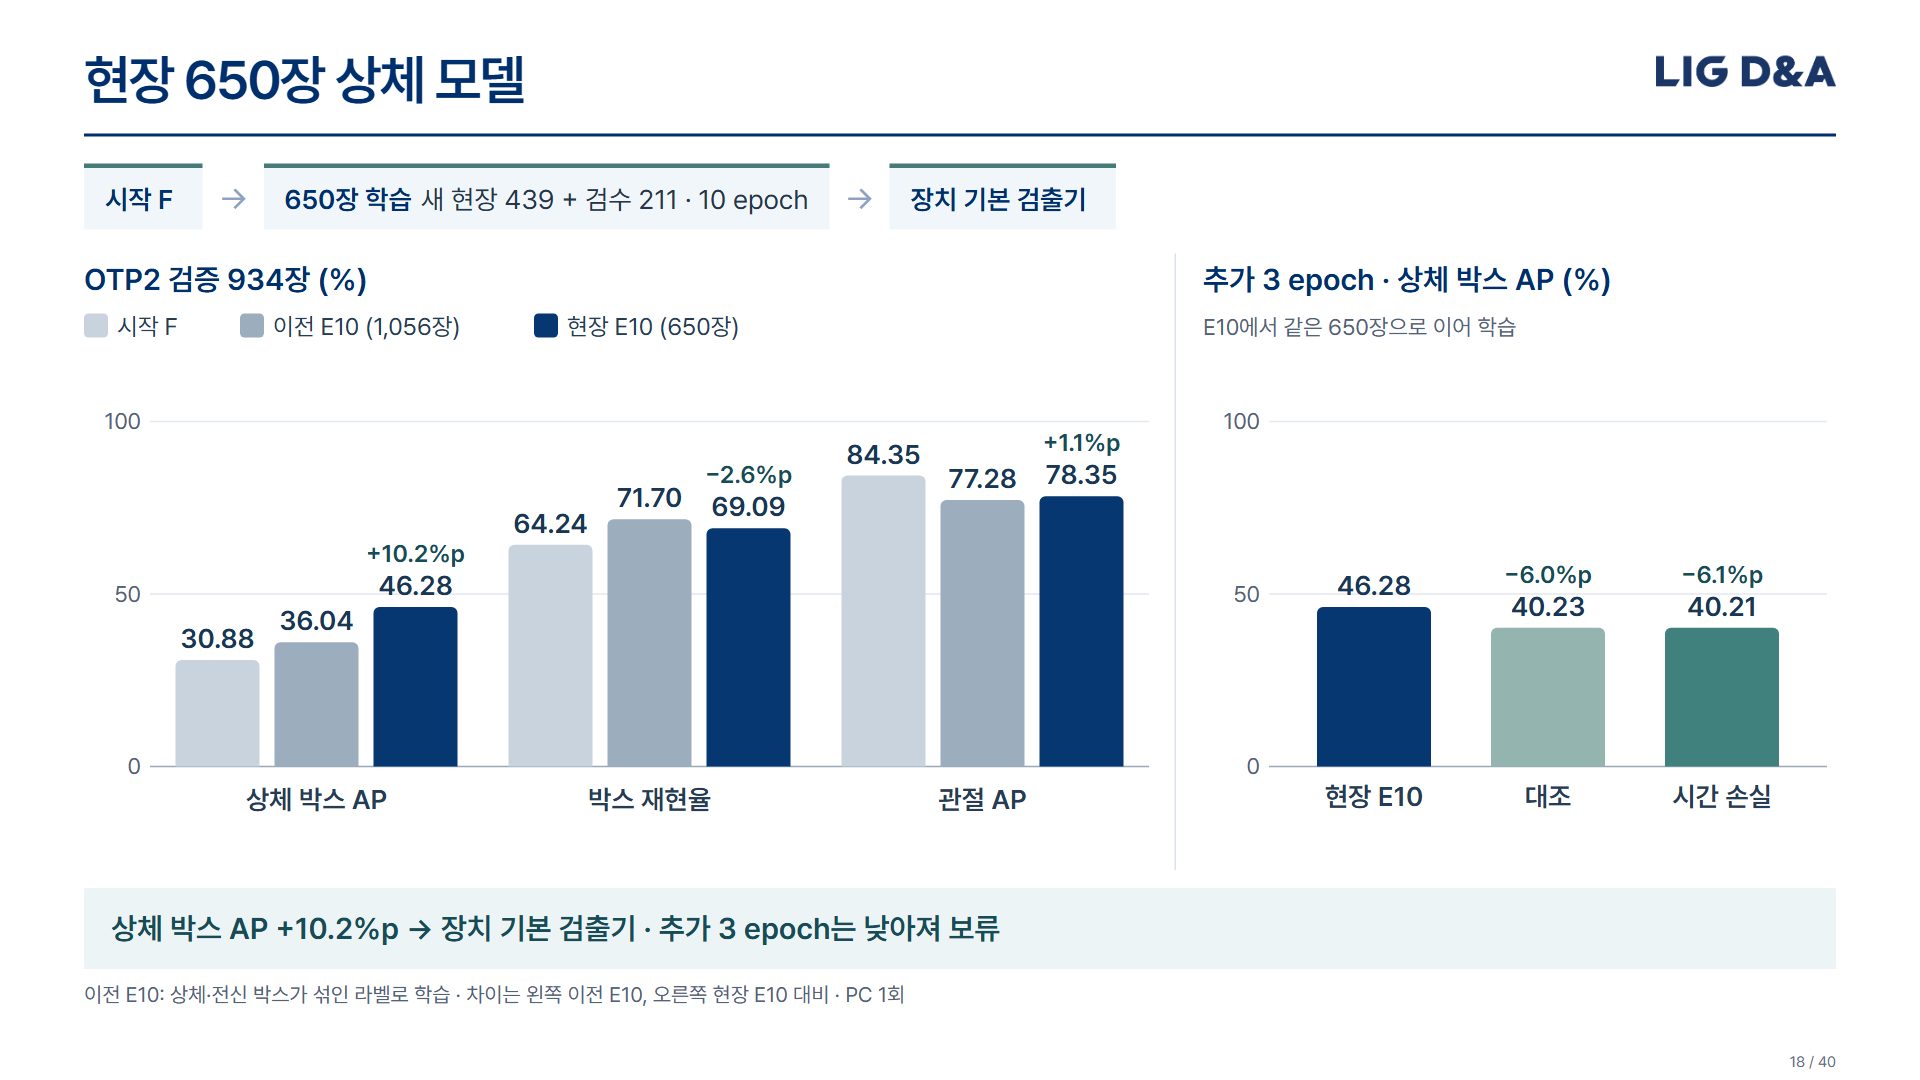 현장 650장 상체 모델
LIG D&A
시작 F → 650장 학습 새 현장 439 + 검수 211 · 10 epoch → 장치 기본 검출기
OTP2 검증 934장 (%)
시작 F 이전 E10 (1,056장) 현장 E10 (650장)
100
50
0
30.88
36.04
+10.2%p
46.28
64.24
71.70
−2.6%p
69.09
84.35
77.28
+1.1%p
78.35
상체 박스 AP 박스 재현율 관절 AP
추가 3 epoch · 상체 박스 AP (%)
E10에서 같은 650장으로 이어 학습
100
50
0
46.28
−6.0%p
40.23
−6.1%p
40.21
현장 E10 대조 시간 손실
상체 박스 AP +10.2%p → 장치 기본 검출기 · 추가 3 epoch는 낮아져 보류
이전 E10: 상체·전신 박스가 섞인 라벨로 학습 · 차이는 왼쪽 이전 E10, 오른쪽 현장 E10 대비 · PC 1회
18 / 40